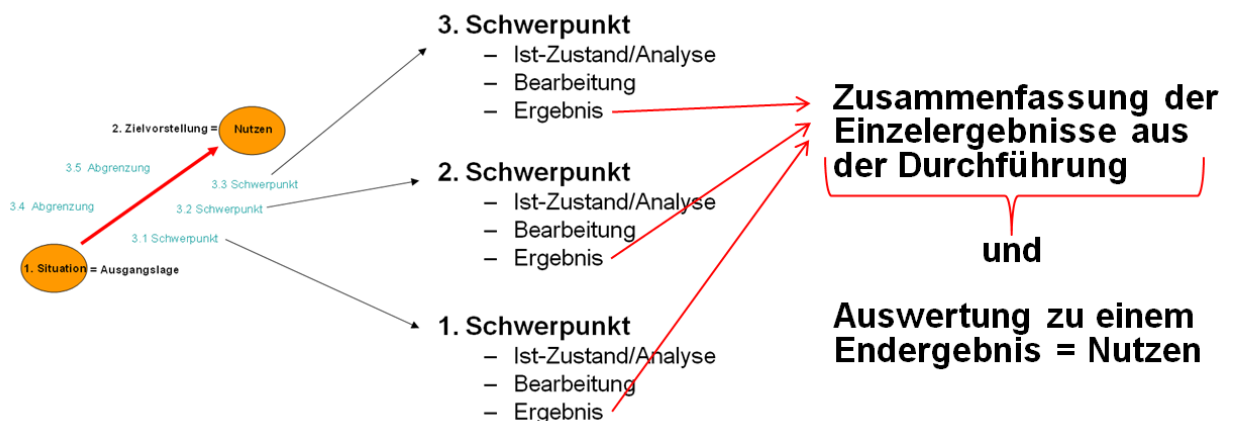 2. Zielvorstellung =
Nutzen
3.5 Abgrenzung
3.3 Schwerpunkt
3.4 Abgrenzung
3.2 Schwerpunkt
3.1 Schwerpunkt
1. Situation = Ausgangslage
3. Schwerpunkt
– Ist-Zustand/Analyse
– Bearbeitung
– Ergebnis
2. Schwerpunkt
– Ist-Zustand/Analyse
– Bearbeitung
– Ergebnis
1. Schwerpunkt
– Ist-Zustand/Analyse
– Bearbeitung
– Ergebnis
Zusammenfassung der
Einzelergebnisse aus
der Durchführung
und
Auswertung zu einem
Endergebnis = Nutzen